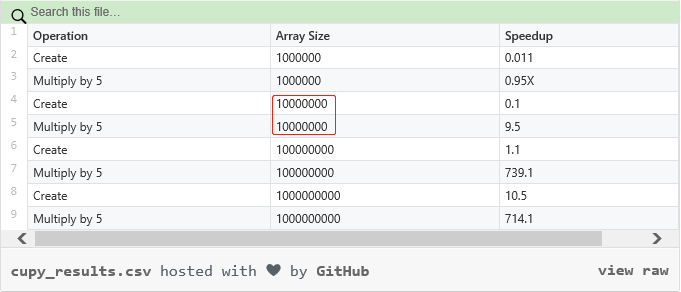 Search this file...
1 Operation Array Size Speedup
2 Create 1000000 0.011
3 Multiply by 5 1000000 0.95X
4 Create 10000000 0.1
5 Multiply by 5 10000000 9.5
6 Create 100000000 1.1
7 Multiply by 5 100000000 739.1
8 Create 1000000000 10.5
9 Multiply by 5 1000000000 714.1
cupy_results.csv hosted with ❤ by GitHub view raw